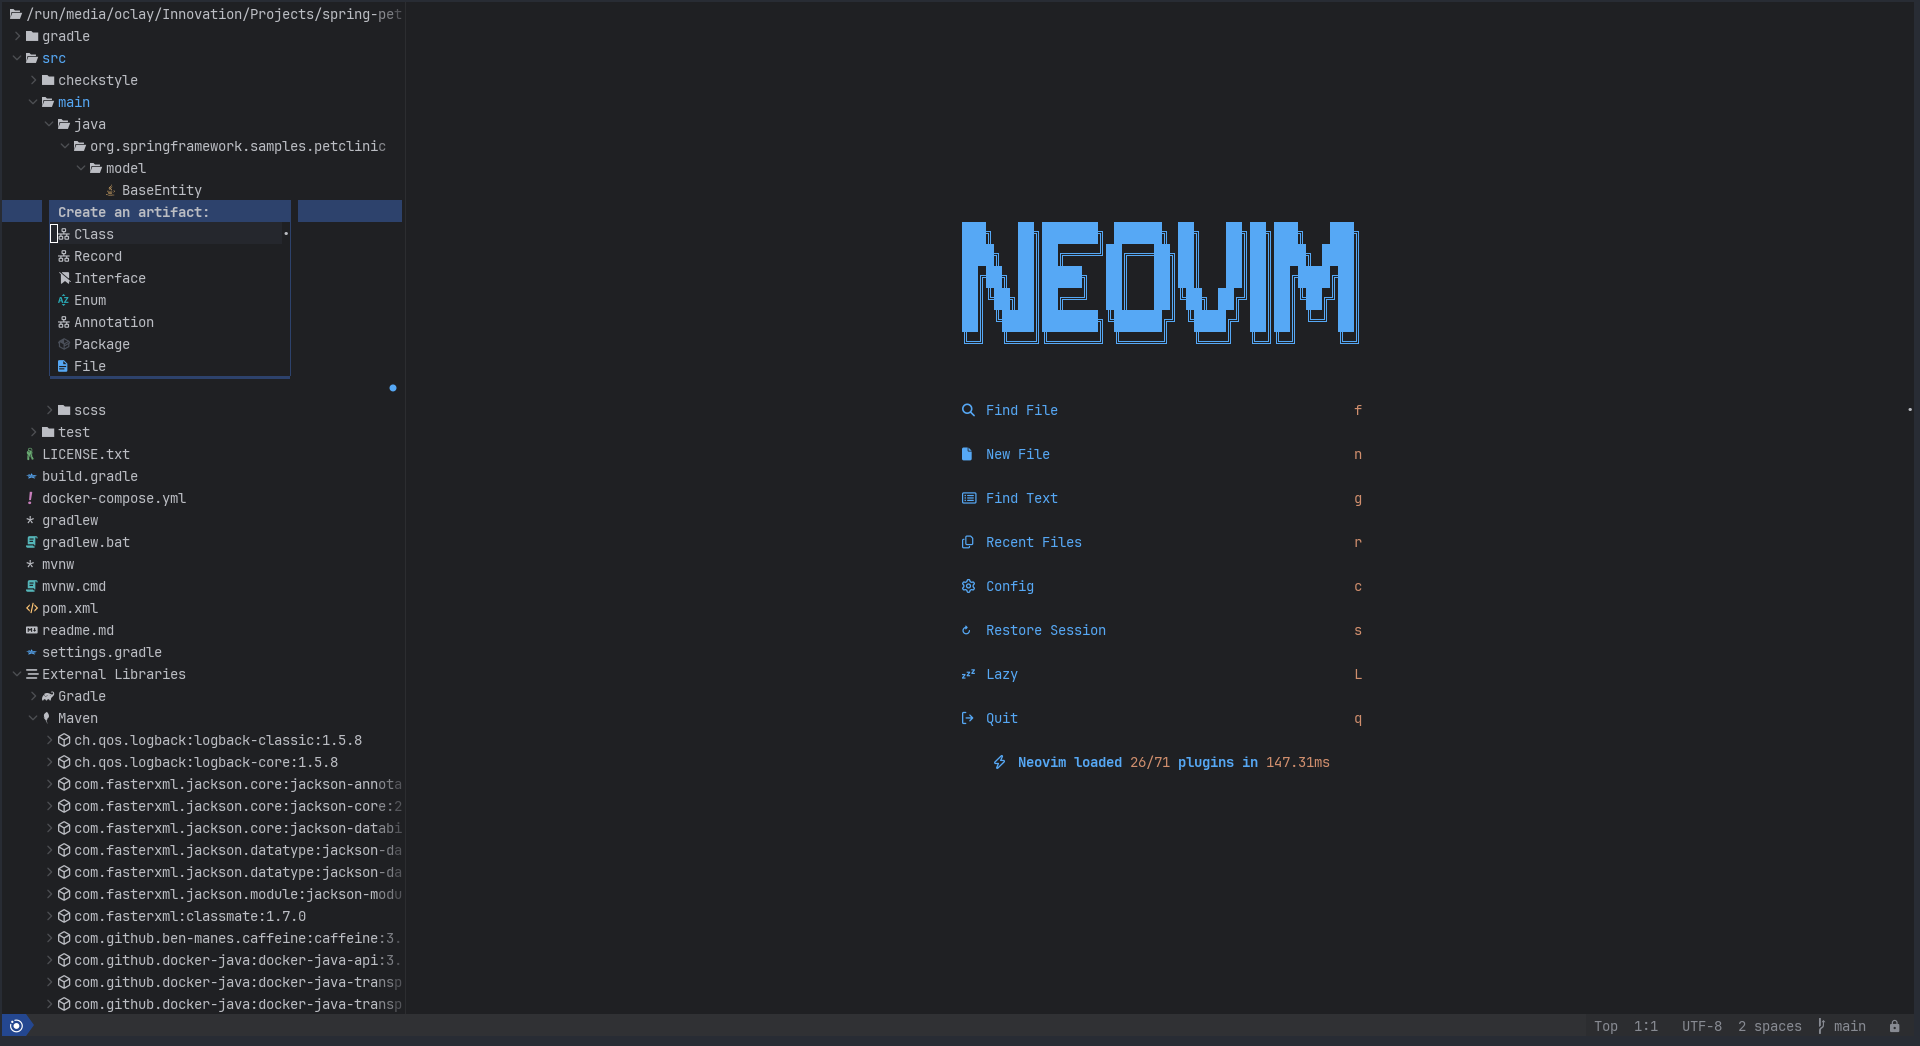 /run/media/oclay/Innovation/Projects/spring-pet
gradle
src
checkstyle
main
java
org.springframework.samples.petclinic
model
BaseEntity
Create an artifact:
Class
Record
Interface
Enum
Annotation
Package
File
scss
test
LICENSE.txt
build.gradle
docker-compose.yml
gradlew
gradlew.bat
mvnw
mvnw.cmd
pom.xml
readme.md
settings.gradle
External Libraries
Gradle
Maven
ch.qos.logback:logback-classic:1.5.8
ch.qos.logback:logback-core:1.5.8
com.fasterxml.jackson.core:jackson-annota
com.fasterxml.jackson.core:jackson-core:2
com.fasterxml.jackson.core:jackson-databi
com.fasterxml.jackson.datatype:jackson-da
com.fasterxml.jackson.datatype:jackson-da
com.fasterxml.jackson.module:jackson-modu
com.fasterxml:classmate:1.7.0
com.github.ben-manes.caffeine:caffeine:3.
com.github.docker-java:docker-java-api:3.
com.github.docker-java:docker-java-transp
com.github.docker-java:docker-java-transp
NEOVIM
Find File f
New File n
Find Text g
Recent Files r
Config c
Restore Session s
Lazy L
Quit q
Neovim loaded 26/71 plugins in 147.31ms
Top 1:1 UTF-8 2 spaces main